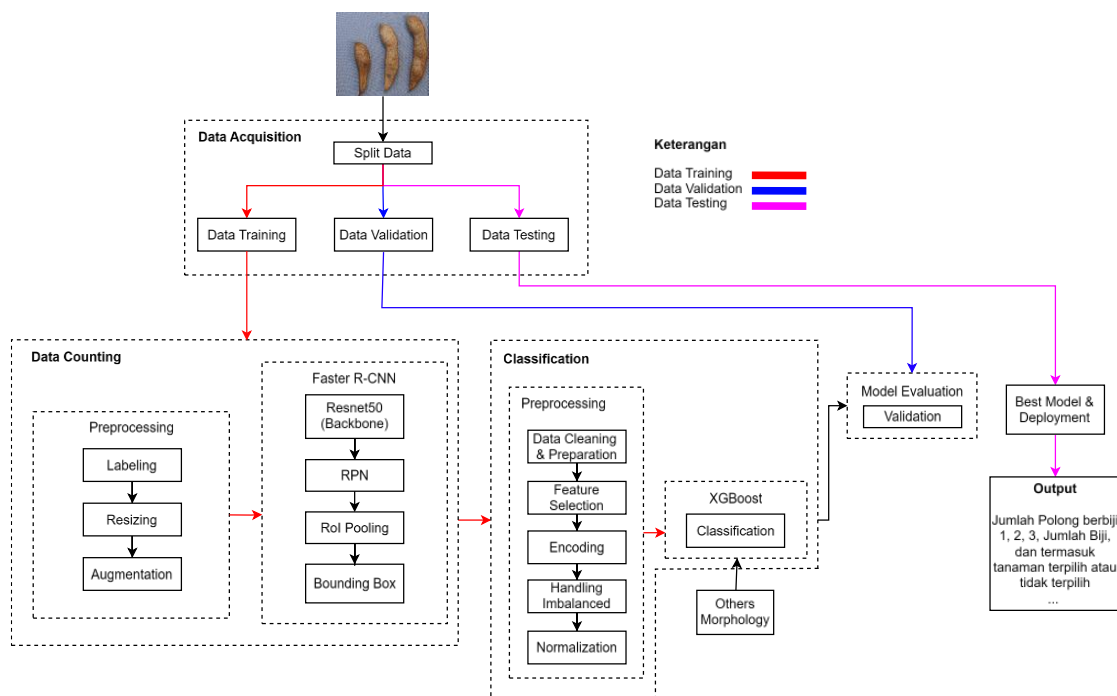 Data Acquisition
Split Data
Data Training
Data Validation
Data Testing
Keterangan
Data Training
Data Validation
Data Testing
Data Counting
Preprocessing
Labeling
Resizing
Augmentation
Faster R-CNN
Resnet50
(Backbone)
RPN
RoI Pooling
Bounding Box
Classification
Preprocessing
Data Cleaning
& Preparation
Feature
Selection
Encoding
Handling
Imbalanced
Normalization
XGBoost
Classification
Others
Morphology
Model Evaluation
Validation
Best Model &
Deployment
Output
Jumlah Polong berbiji
1, 2, 3, Jumlah Biji,
dan termasuk
tanaman terpilih atau
tidak terpilih
...